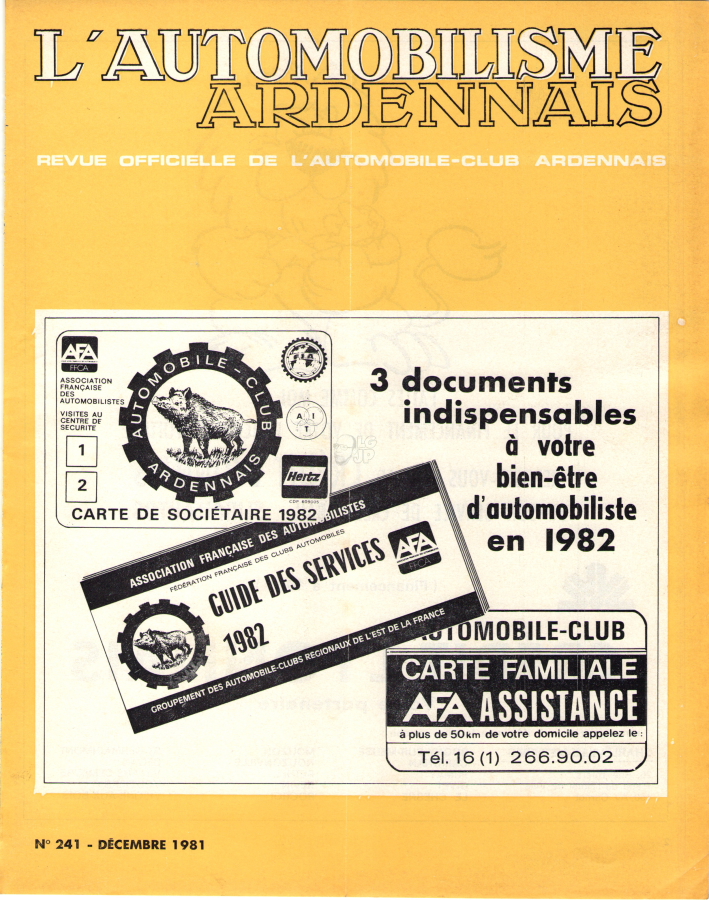 L'AUTOMOBILISME
ARDENNAIS
REVUE OFFICIELLE DE L'AUTOMOBILE-CLUB ARDENNAIS
AFA
FFCA
ASSOCIATION
FRANÇAISE
DES
AUTOMOBILISTES
VISITES AU
CENTRE DE
SECURITE
1
2
AUTOMOBILE-CLUB
ARDENNAIS
A I
T
Hertz
CARTE DE SOCIÉTAIRE 1982
3 documents
indispensables
à votre
bien-être
d'automobiliste
en 1982
ASSOCIATION FRANÇAISE DES AUTOMOBILISTES
FÉDÉRATION FRANÇAISE DES CLUBS AUTOMOBILES
GUIDE DES SERVICES
1982
AFA
FFCA
GROUPEMENT DES AUTOMOBILE-CLUBS RÉGIONAUX DE L'EST DE LA FRANCE
AUTOMOBILE-CLUB
CARTE FAMILIALE
AFA ASSISTANCE
à plus de 50 km de votre domicile appelez le :
Tél. 16 (1) 266.90.02
N° 241 - DÉCEMBRE 1981